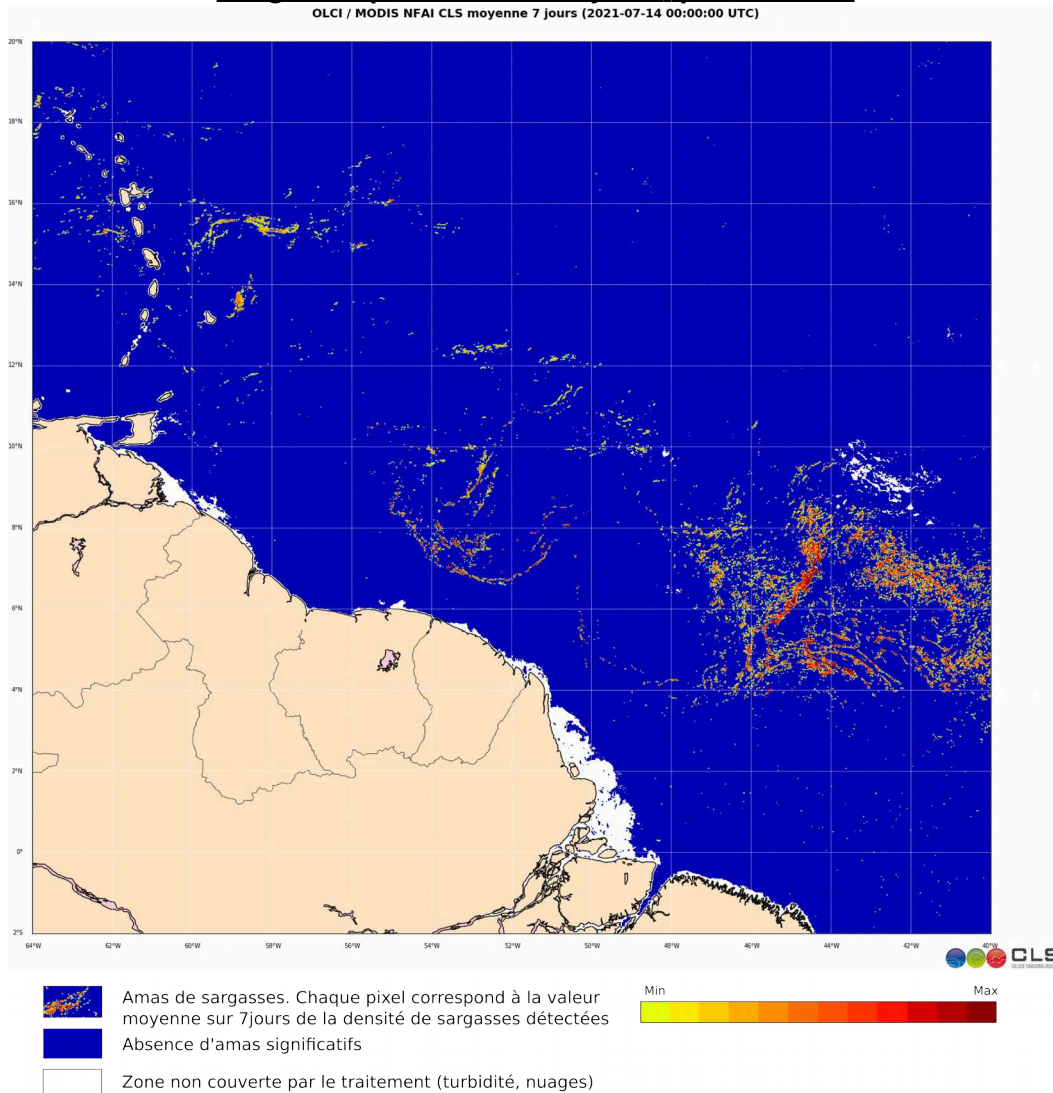 OLCI / MODIS NFAI CLS moyenne 7 jours (2021-07-14 00:00:00 UTC)
20°N
18°N
16°N
14°N
12°N
10°N
8°N
6°N
4°N
2°N
0°
2°S
64°W 62°W 60°W 58°W 56°W 54°W 52°W 50°W 48°W 46°W 44°W 42°W 40°W
CLS
Min Max
Amas de sargasses. Chaque pixel correspond à la valeur
moyenne sur 7jours de la densité de sargasses détectées
Absence d'amas significatifs
Zone non couverte par le traitement (turbidité, nuages)